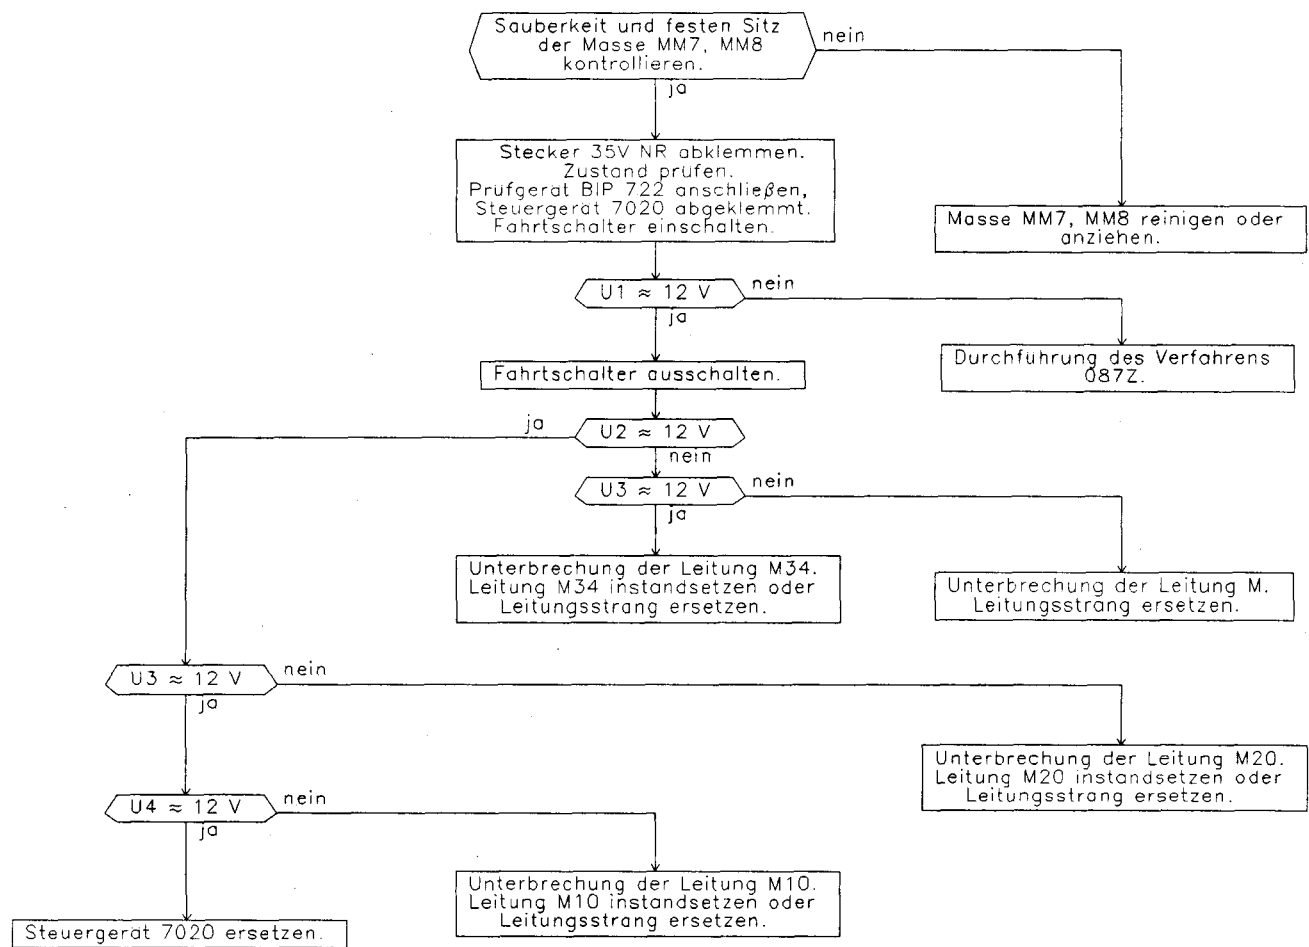 Sauberkeit und festen Sitz
der Masse MM7, MM8
kontrollieren.
nein
ja
Stecker 35V NR abklemmen.
Zustand prüfen.
Prüfgerät BIP 722 anschließen,
Steuergerät 7020 abgeklemmt.
Fahrtschalter einschalten.
Masse MM7, MM8 reinigen oder
anziehen.
U1 ≈ 12 V
nein
ja
Durchführung des Verfahrens
087Z.
Fahrtschalter ausschalten.
ja
U2 ≈ 12 V
nein
U3 ≈ 12 V
nein
ja
Unterbrechung der Leitung M34.
Leitung M34 instandsetzen oder
Leitungsstrang ersetzen.
Unterbrechung der Leitung M.
Leitungsstrang ersetzen.
U3 ≈ 12 V
nein
ja
Unterbrechung der Leitung M20.
Leitung M20 instandsetzen oder
Leitungsstrang ersetzen.
U4 ≈ 12 V
nein
ja
Unterbrechung der Leitung M10.
Leitung M10 instandsetzen oder
Leitungsstrang ersetzen.
Steuergerät 7020 ersetzen.